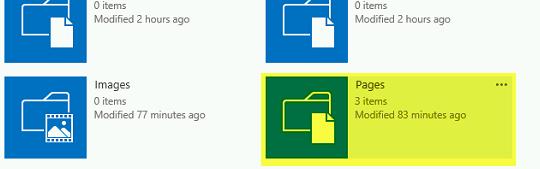 0 items
Modified 2 hours ago
0 items
Modified 2 hours ago
Images
0 items
Modified 77 minutes ago
Pages
3 items
Modified 83 minutes ago